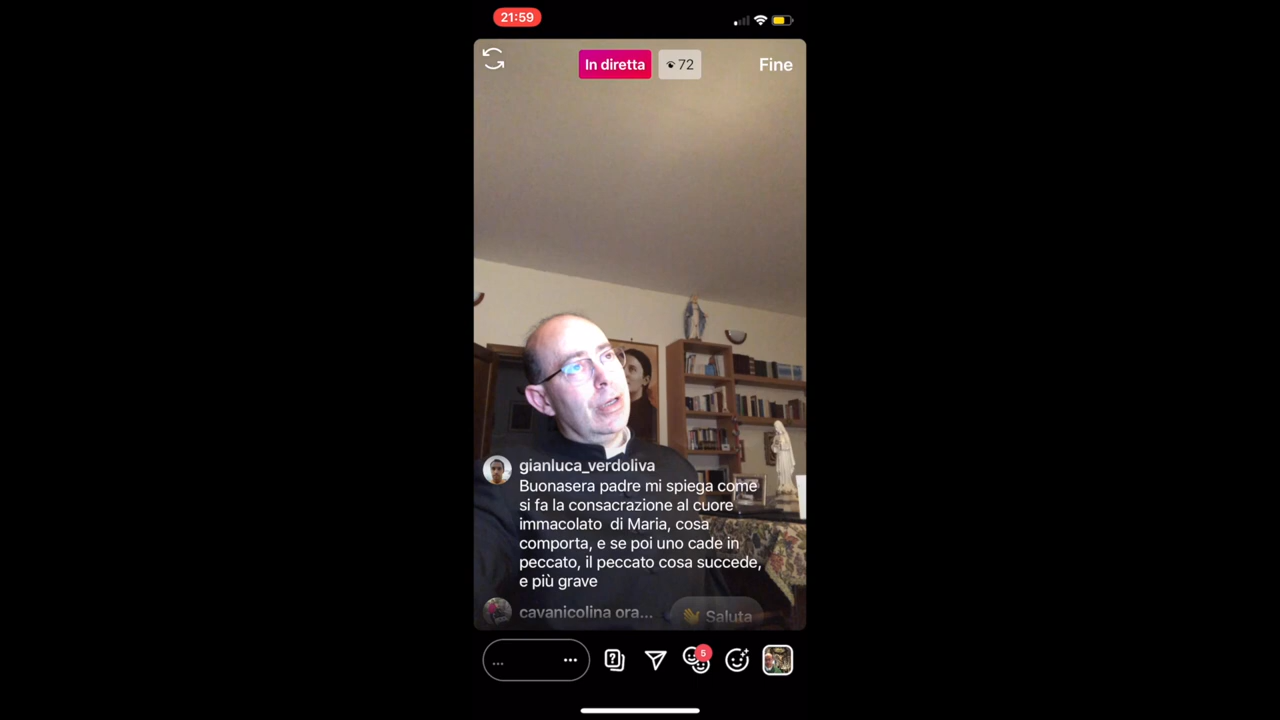 21:59
In diretta
72
Fine
gianluca_verdoliva
Buonasera padre mi spiega come
si fa la consacrazione al cuore
immacolato di Maria, cosa
comporta, e se poi uno cade in
peccato, il peccato cosa succede,
e più grave
cavanicolina ora...
Saluta
...
5